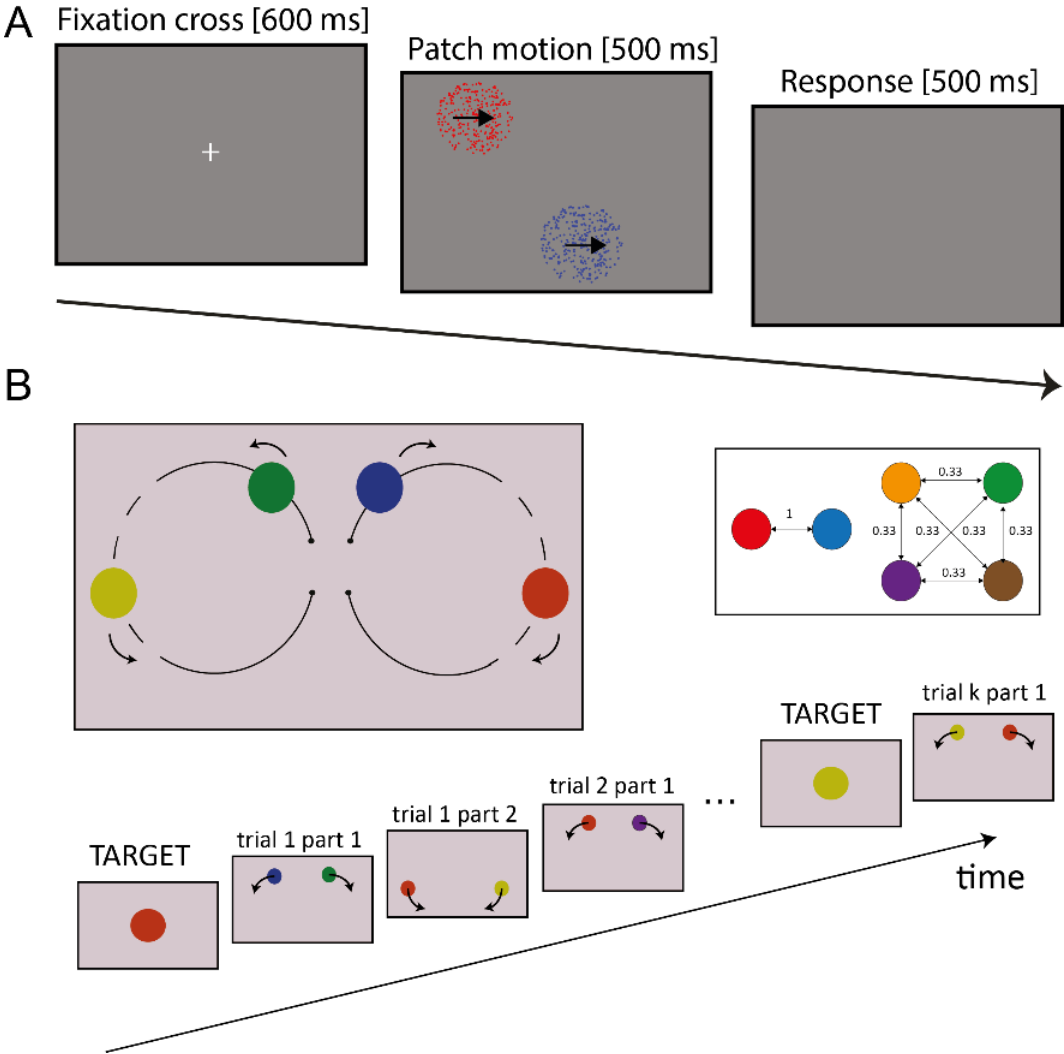 A
Fixation cross [600 ms]
Patch motion [500 ms]
Response [500 ms]
B
1
0.33
0.33
0.33
0.33
0.33
0.33
TARGET
trial 1 part 1
trial 1 part 2
trial 2 part 1
...
TARGET
trial k part 1
time